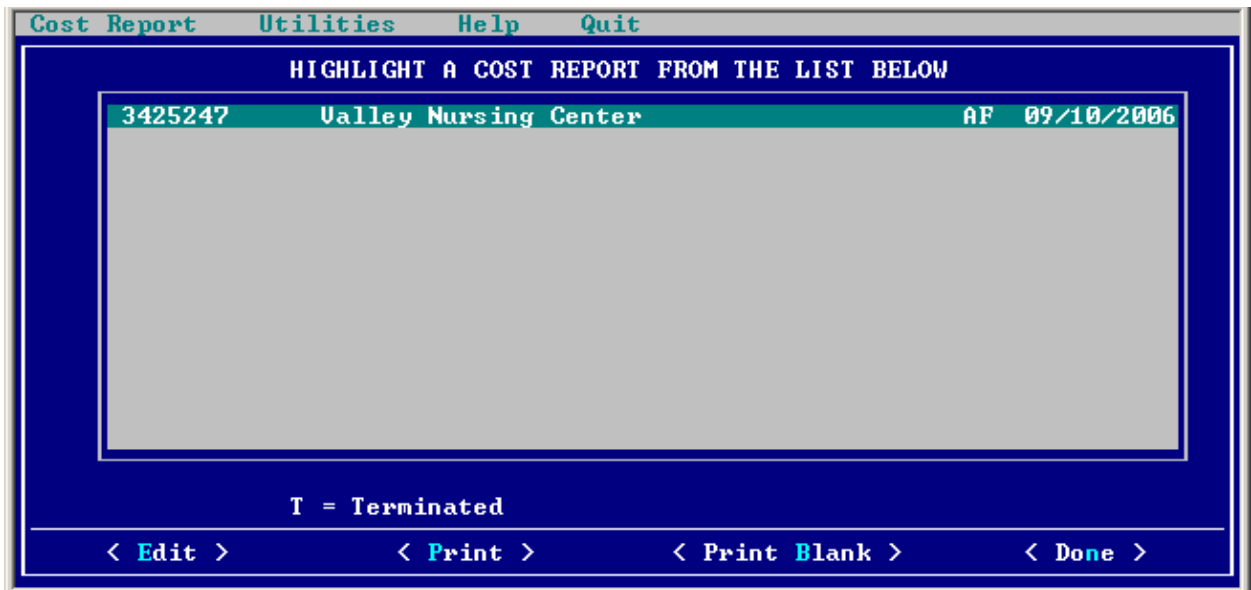 Cost Report Utilities Help Quit
HIGHLIGHT A COST REPORT FROM THE LIST BELOW
3425247 Valley Nursing Center AF 09/10/2006
T = Terminated
< Edit > < Print > < Print Blank > < Done >